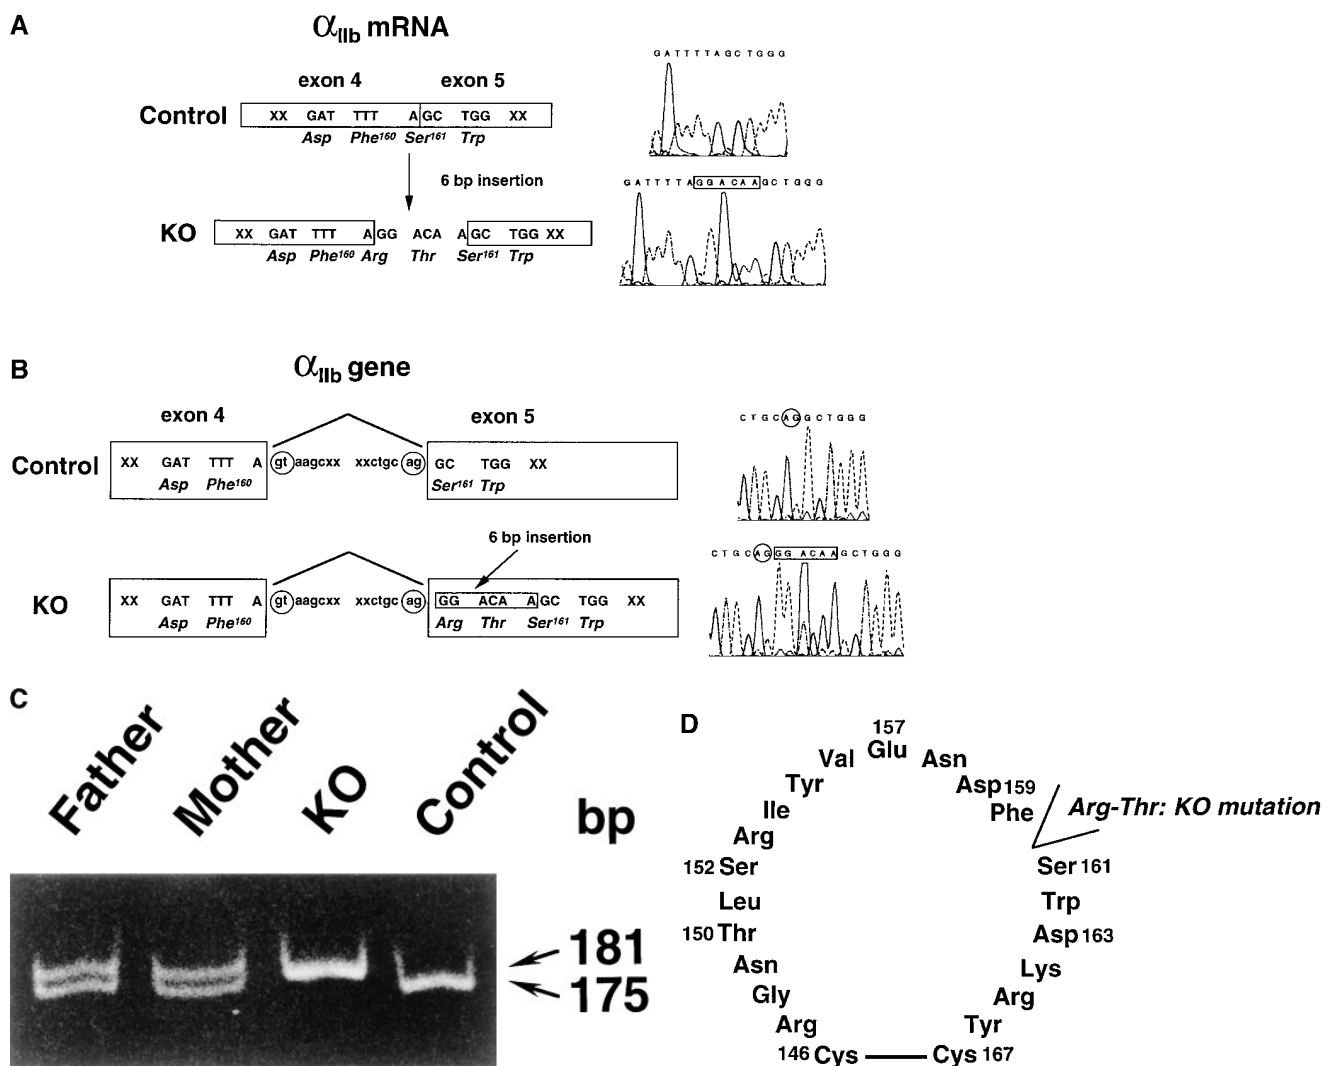 A
αIIb mRNA
exon 4 exon 5
Control XX GAT TTT A GC TGG XX
Asp Phe160 Ser161 Trp
6 bp insertion
KO XX GAT TTT A GG ACA A GC TGG XX
Asp Phe160 Arg Thr Ser161 Trp
G A T T T T A G C T G G G
G A T T T T A G G A C A A G C T G G G
B
αIIb gene
exon 4 exon 5
Control XX GAT TTT A gt aagcxx xxctgc ag GC TGG XX
Asp Phe160 Ser161 Trp
6 bp insertion
KO XX GAT TTT A gt aagcxx xxctgc ag GG ACA A GC TGG XX
Asp Phe160 Arg Thr Ser161 Trp
C T G C A G G C T G G G
C T G C A G G G A C A A G C T G G G
C
Father Mother KO Control bp
181
175
D
157
Glu
Val Asn
Tyr Asp 159
Ile Phe Arg-Thr: KO mutation
Arg
152 Ser Ser 161
Leu Trp
150 Thr Asp 163
Asn Lys
Gly Arg
Arg Tyr
146 Cys Cys 167